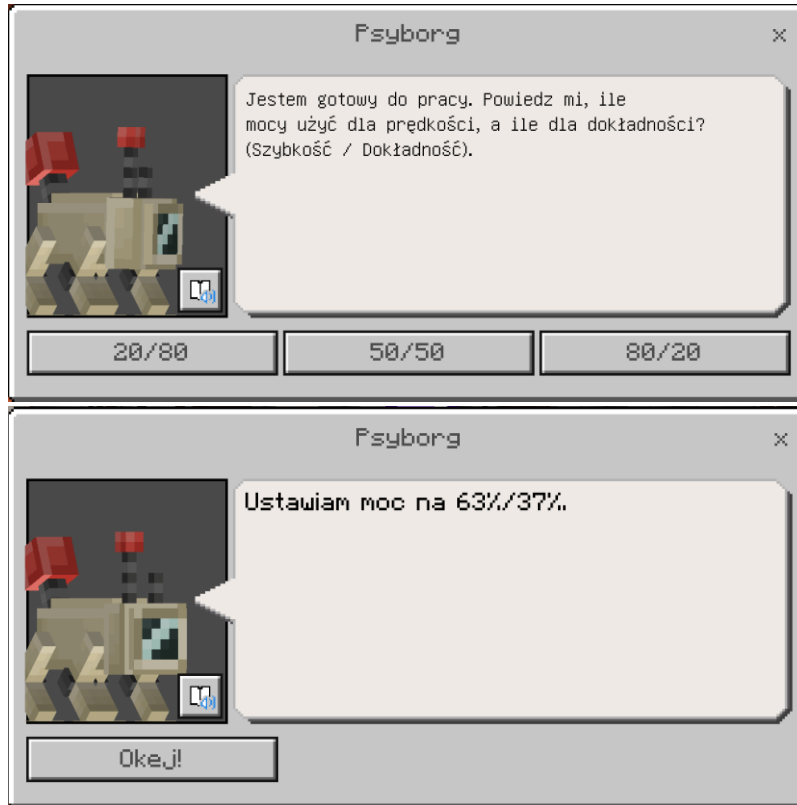 Psyborg
x
Jestem gotowy do pracy. Powiedz mi, ile
mocy użyć dla prędkości, a ile dla dokładności?
(Szybkość / Dokładność).
20/80
50/50
80/20
Psyborg
x
Ustawiam moc na 63%/37%.
Okej!